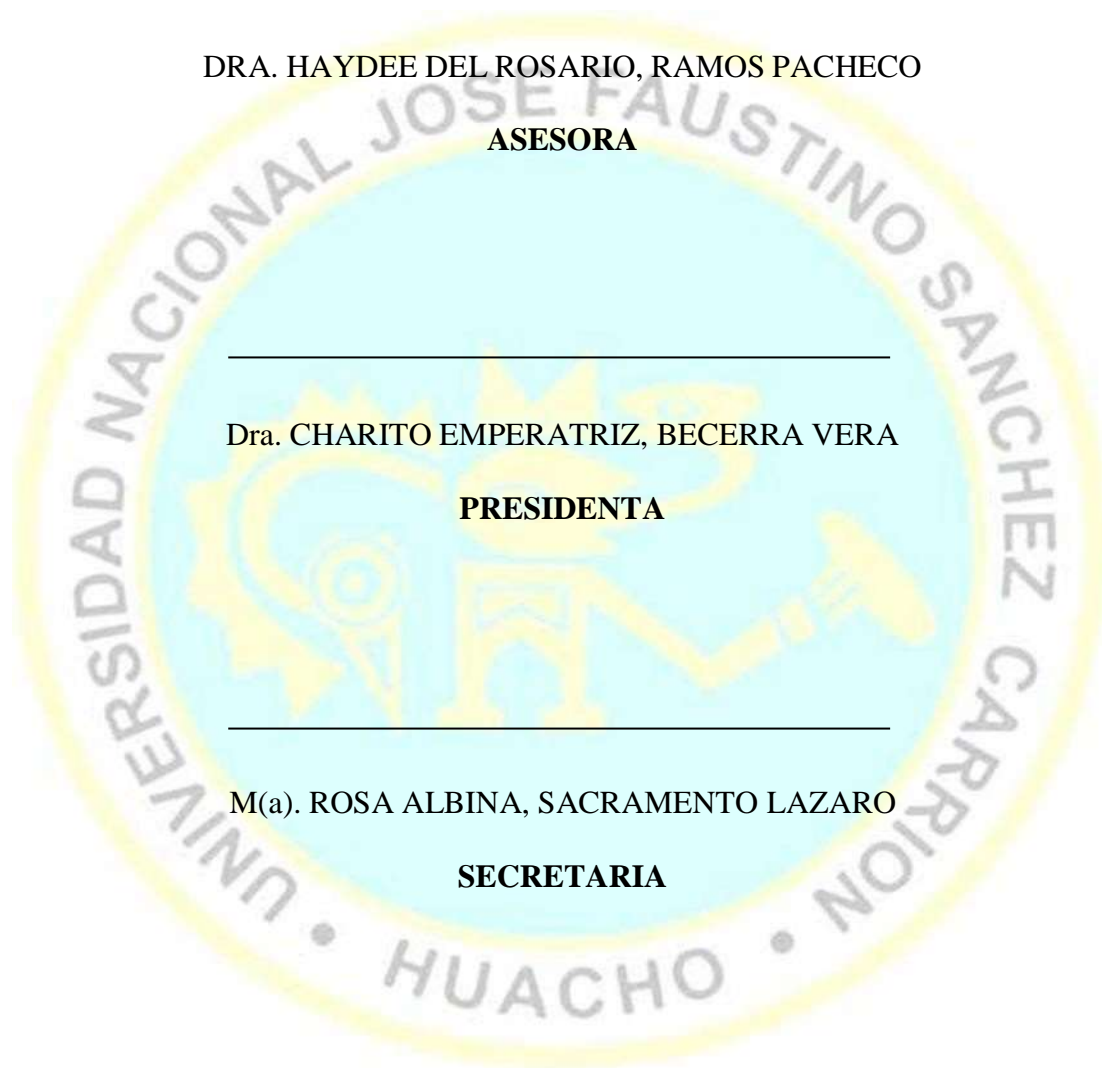 DRA. HAYDEE DEL ROSARIO, RAMOS PACHECO
ASESORA
Dra. CHARITO EMPERATRIZ, BECERRA VERA
PRESIDENTA
M(a). ROSA ALBINA, SACRAMENTO LAZARO
SECRETARIA
UNIVERSIDAD NACIONAL JOSE FAUSTINO SANCHEZ CARRION
• HUACHO •